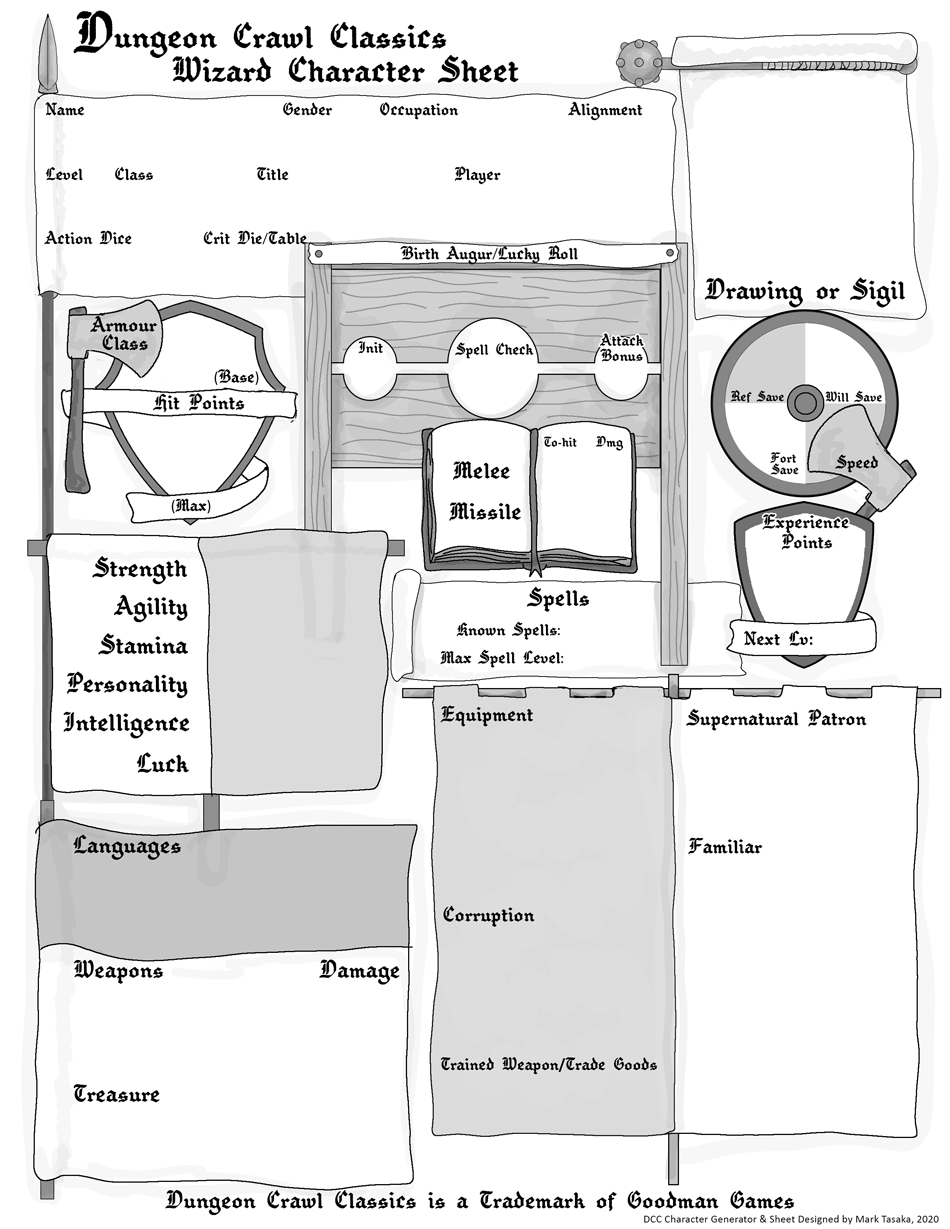 Dungeon Crawl Classics
Wizard Character Sheet
Name Gender Occupation Alignment
Level Class Title Player
Action Dice Crit Die/Table
Birth Augur/Lucky Roll
Drawing or Sigil
Armour
Class
(Base)
Hit Points
(Max)
Init
Spell Check
Attack
Bonus
To-hit Dmg
Melee
Missile
Ref Save
Will Save
Fort
Save
Speed
Experience
Points
Next Lv:
Strength
Agility
Stamina
Personality
Intelligence
Luck
Spells
Known Spells:
Max Spell Level:
Equipment
Supernatural Patron
Familiar
Corruption
Trained Weapon/Trade Goods
Languages
Weapons Damage
Treasure
Dungeon Crawl Classics is a Trademark of Goodman Games
DCC Character Generator & Sheet Designed by Mark Tasaka, 2020